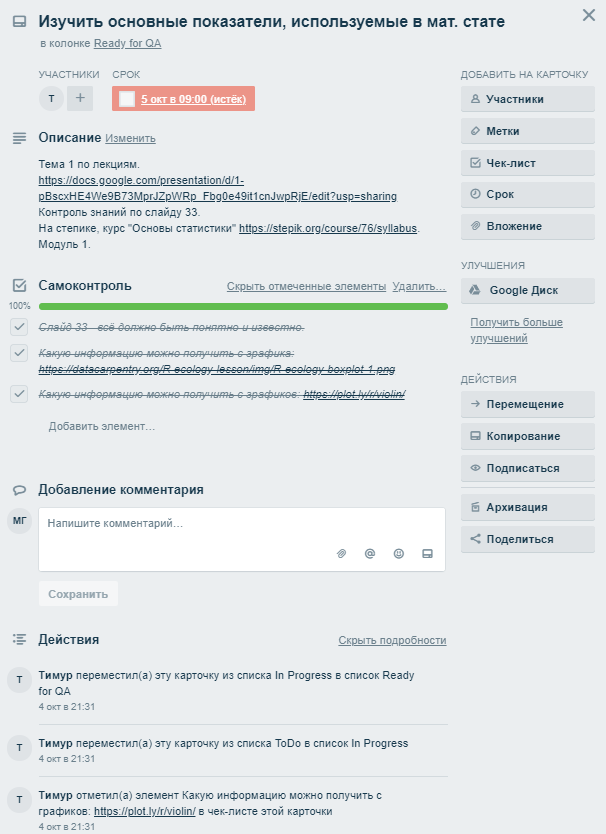 Изучить основные показатели, используемые в мат. стате
в колонке Ready for QA
УЧАСТНИКИ
СРОК
T
+
5 окт в 09:00 (истёк)
Описание Изменить
Тема 1 по лекциям.
https://docs.google.com/presentation/d/1-
pBscxHE4We9B73MprJZpWRp_Fbg0e49it1cnJwpRjE/edit?usp=sharing
Контроль знаний по слайду 33.
На степике, курс "Основы статистики" https://stepik.org/course/76/syllabus.
Модуль 1.
Самоконтроль
Скрыть отмеченные элементы Удалить…
100%
Слайд 33 - всё должно быть понятно и известно.
Какую информацию можно получить с графика:
https://datacarpentry.org/R-ecology-lesson/img/R-ecology-boxplot-1.png
Какую информацию можно получить с графиков: https://plot.ly/r/violin/
Добавить элемент…
Добавление комментария
МГ
Напишите комментарий…
Сохранить
Действия
Скрыть подробности
T
Тимур переместил(а) эту карточку из списка In Progress в список Ready
for QA
4 окт в 21:31
T
Тимур переместил(а) эту карточку из списка ToDo в список In Progress
4 окт в 21:31
T
Тимур отметил(а) элемент Какую информацию можно получить с
графиков: https://plot.ly/r/violin/ в чек-листе этой карточки
4 окт в 21:31
ДОБАВИТЬ НА КАРТОЧКУ
Участники
Метки
Чек-лист
Срок
Вложение
УЛУЧШЕНИЯ
Google Диск
Получить больше
улучшений
ДЕЙСТВИЯ
Перемещение
Копирование
Подписаться
Архивация
Поделиться